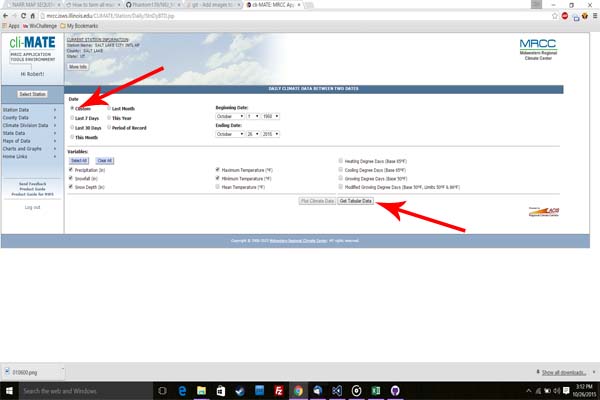 NARR MAP SEQUEN
How to farm all mus
Phantom139/NIU_
git - Add images to
cli-MATE: MRCC Ap
mrcc.isws.illinois.edu/CLIMATE/Station/Daily/StnDyBTD.jsp
Apps
WxChallenge
My Bookmarks
cli-MATE
MRCC APPLICATION
TOOLS ENVIRONMENT
Hi Robert!
Select Station
Station Data
County Data
Climate Division Data
State Data
Maps of Data
Charts and Graphs
Home Links
Send Feedback
Product Guide
Product Guide for RWIS
Log out
CURRENT STATION INFORMATION:
Station Name: SALT LAKE CITY INTL AP
County: SALT LAKE
State: UT
More Info
MRCC
Midwestern Regional
Climate Center
DAILY CLIMATE DATA BETWEEN TWO DATES
Date
Custom
Last Month
Last 7 Days
This Year
Last 30 Days
Period of Record
This Month
Beginning Date:
October 1 1950
Ending Date:
October 26 2015
Variables:
Select All Clear All
Precipitation (in)
Snowfall (in)
Snow Depth (in)
Maximum Temperature (°F)
Minimum Temperature (°F)
Mean Temperature (°F)
Heating Degree Days (Base 65°F)
Cooling Degree Days (Base 65°F)
Growing Degree Days (Base 50°F)
Modified Growing Degree Days (Base 50°F, Limits 50°F & 86°F)
Plot Climate Data Get Tabular Data
Powered by
ACIS
Copyright © 2000-2015 Midwestern Regional Climate Center. All rights reserved.
010600.png
Show all downloads...
Search the web and Windows
3:12 PM
10/26/2015